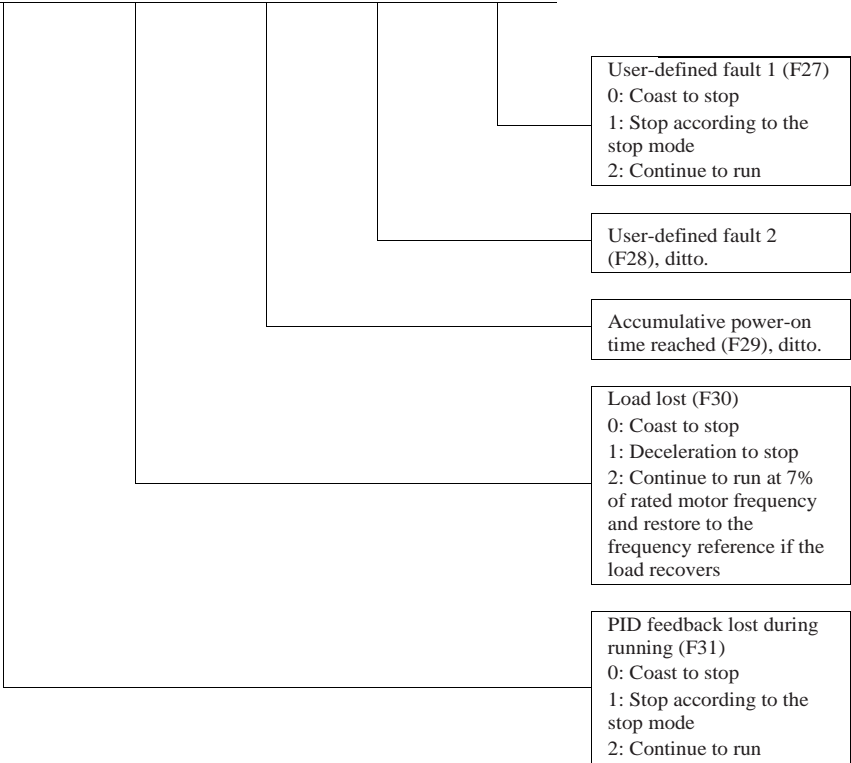 User-defined fault 1 (F27)
0: Coast to stop
1: Stop according to the
stop mode
2: Continue to run
User-defined fault 2
(F28), ditto.
Accumulative power-on
time reached (F29), ditto.
Load lost (F30)
0: Coast to stop
1: Deceleration to stop
2: Continue to run at 7%
of rated motor frequency
and restore to the
frequency reference if the
load recovers
PID feedback lost during
running (F31)
0: Coast to stop
1: Stop according to the
stop mode
2: Continue to run